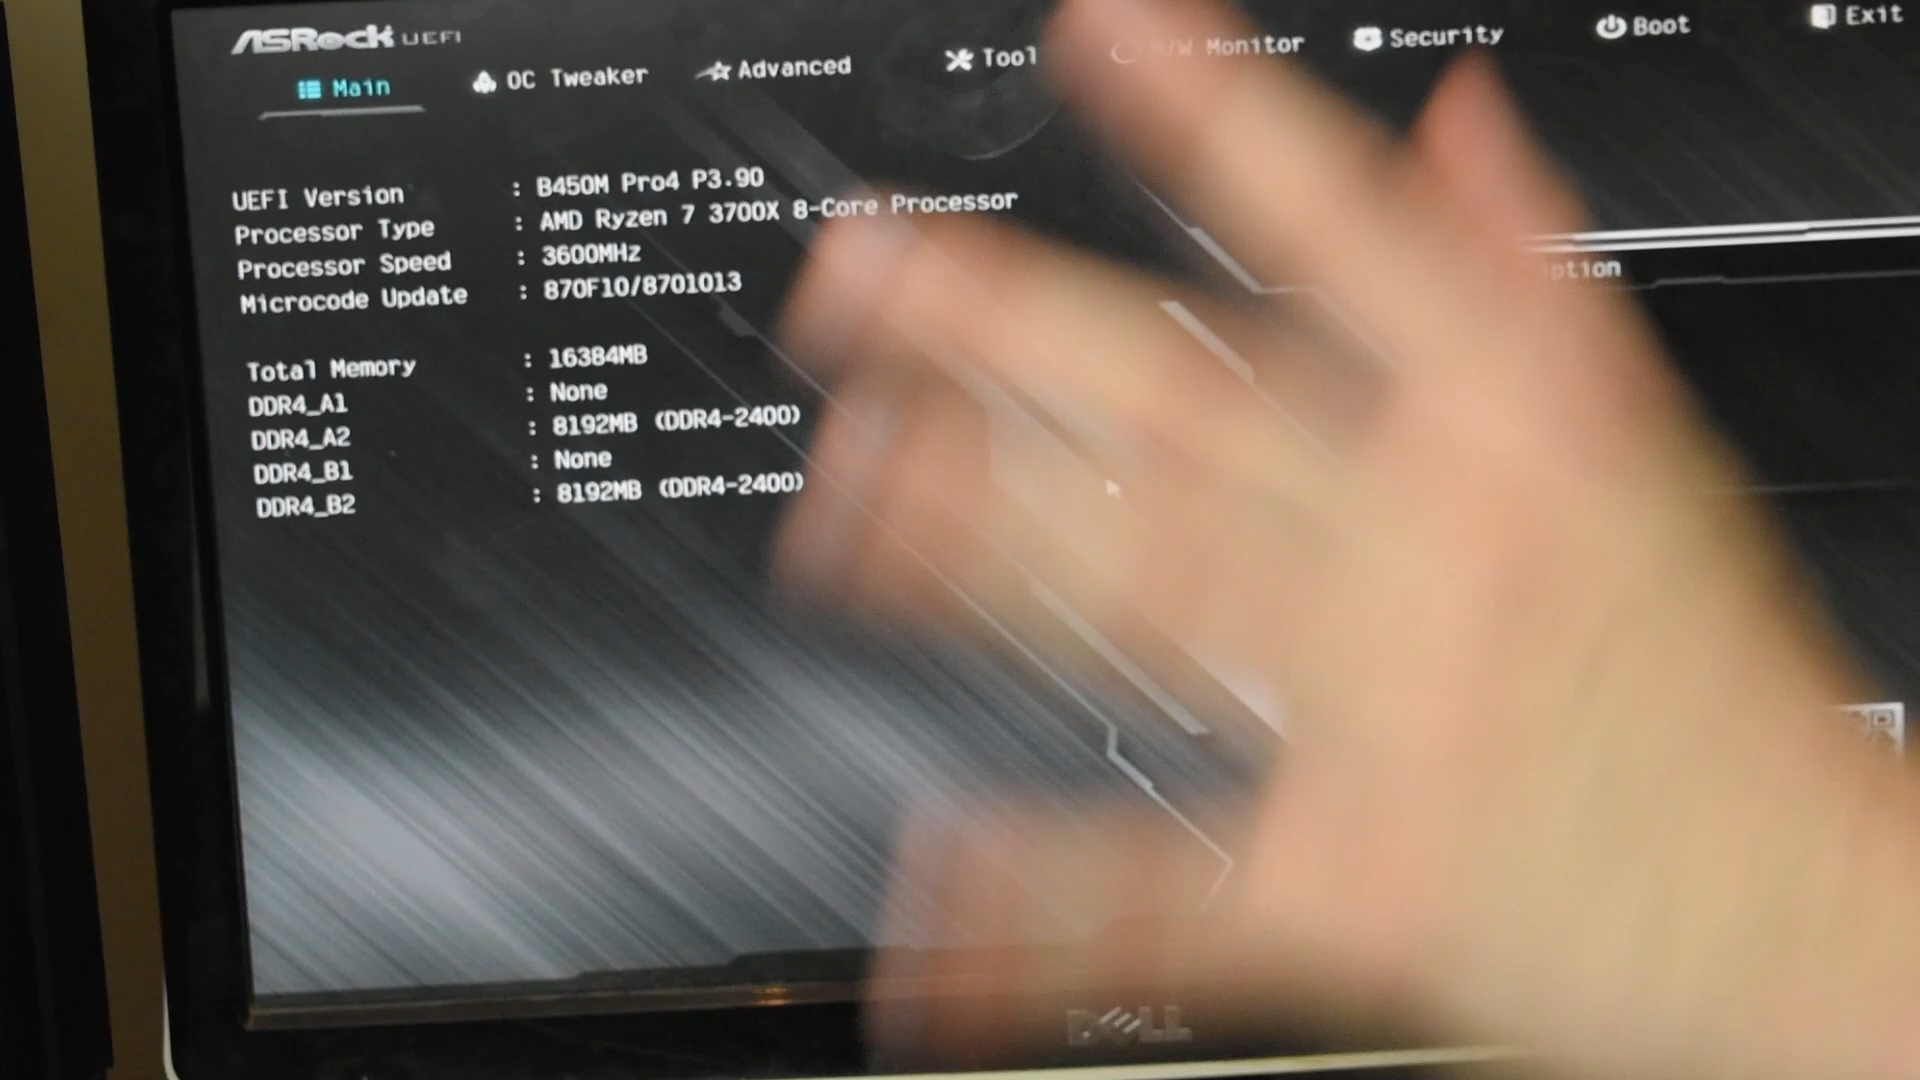 ASRock UEFI
Main OC Tweaker Advanced Tool Monitor Security Boot Exit
UEFI Version : B450M Pro4 P3.90
Processor Type : AMD Ryzen 7 3700X 8-Core Processor
Processor Speed : 3600MHz
Microcode Update : 870F10/8701013
ption
Total Memory : 16384MB
DDR4_A1 : None
DDR4_A2 : 8192MB (DDR4-2400)
DDR4_B1 : None
DDR4_B2 : 8192MB (DDR4-2400)
DELL